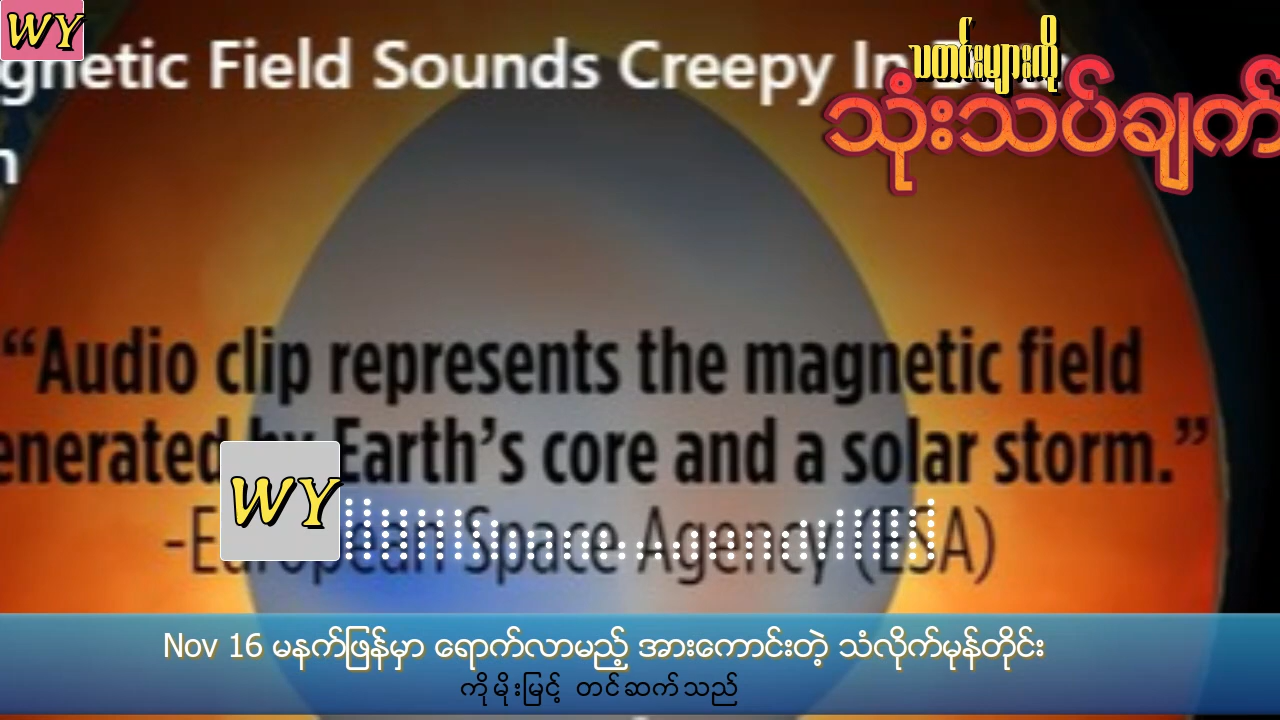 WY
gnetic Field Sounds Creepy In
သတင်းများကို
သုံးသပ်ချက်
n
“Audio clip represents the magnetic field
enerated by Earth’s core and a solar storm.”
WY
-European Space Agency (ESA)
Nov 16 မနက်ဖြန်မှာ ရောက်လာမည့် အားကောင်းတဲ့ သံလိုက်မုန်တိုင်း
ကိုမိုးမြင့် တင်ဆက်သည်